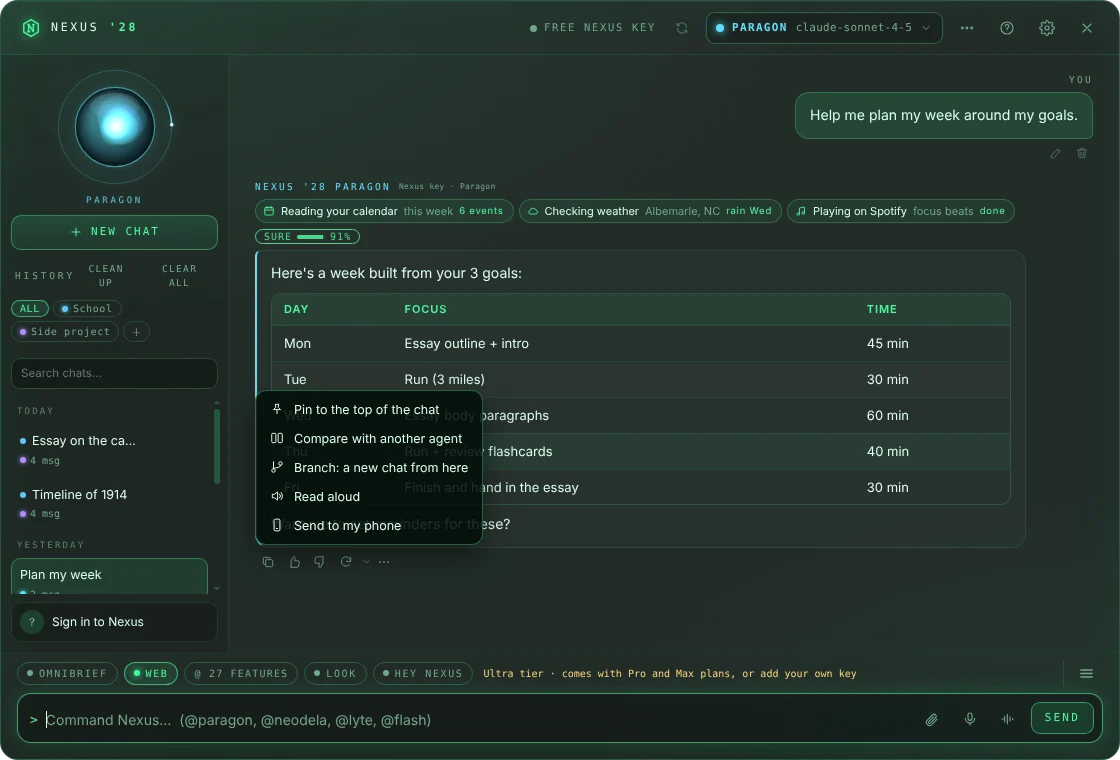 NEXUS '28
FREE NEXUS KEY
PARAGON claude-sonnet-4-5
PARAGON
+ NEW CHAT
HISTORY
CLEAN UP
CLEAR ALL
ALL
School
Side project
+
Search chats...
TODAY
Essay on the ca...
4 msg
Timeline of 1914
4 msg
YESTERDAY
Plan my week
? Sign in to Nexus
YOU
Help me plan my week around my goals.
NEXUS '28 PARAGON Nexus key · Paragon
Reading your calendar this week 6 events
Checking weather Albemarle, NC rain Wed
Playing on Spotify focus beats done
SURE 91%
Here's a week built from your 3 goals:
DAY FOCUS TIME
Mon Essay outline + intro 45 min
Tue Run (3 miles) 30 min
Wed Essay body paragraphs 60 min
Thu Run + review flashcards 40 min
Fri Finish and hand in the essay 30 min
for these?
Pin to the top of the chat
Compare with another agent
Branch: a new chat from here
Read aloud
Send to my phone
OMNIBRIEF
WEB
@ 27 FEATURES
LOOK
HEY NEXUS
Ultra tier · comes with Pro and Max plans, or add your own key
> Command Nexus... (@paragon, @neodela, @lyte, @flash)
SEND